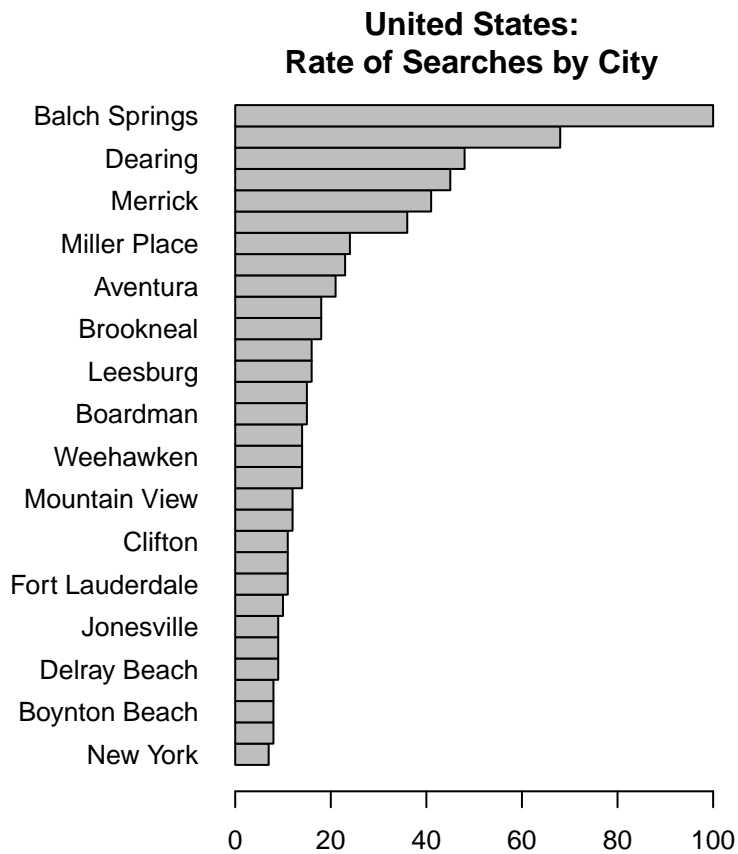 United States:
Rate of Searches by City
Balch Springs
Dearing
Merrick
Miller Place
Aventura
Brookneal
Leesburg
Boardman
Weehawken
Mountain View
Clifton
Fort Lauderdale
Jonesville
Delray Beach
Boynton Beach
New York
0 20 40 60 80 100